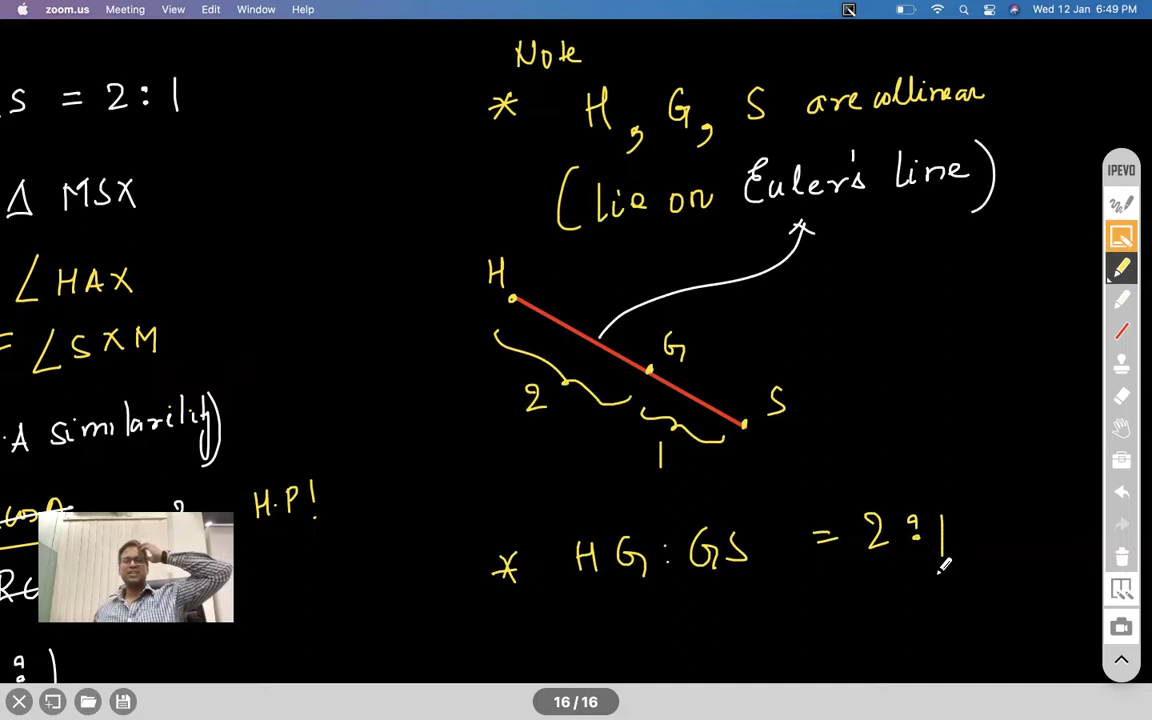 zoom.us Meeting View Edit Window Help Wed 12 Jan 6:49 PM
S = 2:1
Δ MSX
∠HAX
= ∠SXM
A similarility)
H.P!
Note
* H, G, S are collinear
(lie on Euler's line)
H
G
S
2
1
* HG : GS = 2:1
IPEVO
16/16